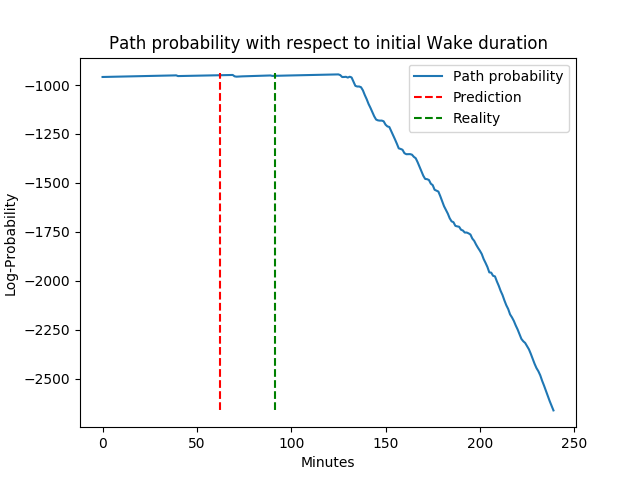 Path probability with respect to initial Wake duration
Path probability
Prediction
Reality
−1000
−1250
−1500
−1750
−2000
−2250
−2500
Log-Probability
0
50
100
150
200
250
Minutes